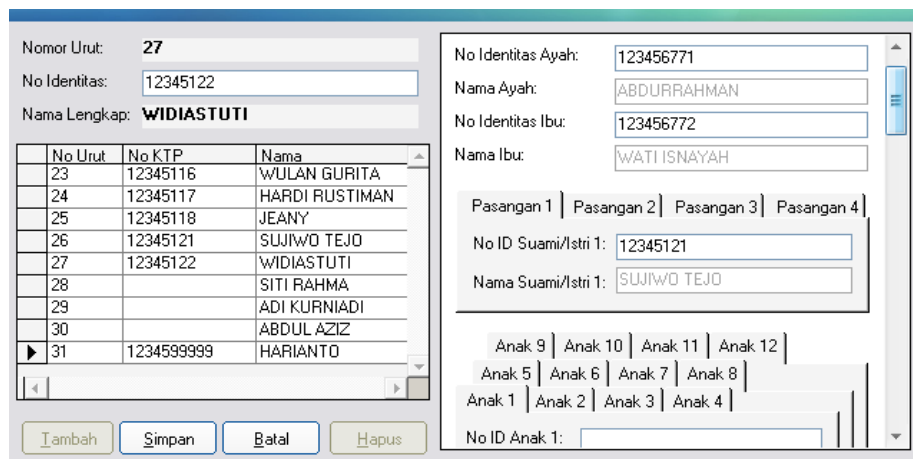 Nomor Urut: 27
No Identitas: 12345122
Nama Lengkap: WIDIASTUTI
No Urut No KTP Nama
23 12345116 WULAN GURITA
24 12345117 HARDI RUSTIMAN
25 12345118 JEANY
26 12345121 SUJIWO TEJO
27 12345122 WIDIASTUTI
28 SITI RAHMA
29 ADI KURNIADI
30 ABDUL AZIZ
31 1234599999 HARIANTO
Tambah Simpan Batal Hapus
No Identitas Ayah: 123456771
Nama Ayah: ABDURRAHMAN
No Identitas Ibu: 123456772
Nama Ibu: WATI ISNAYAH
Pasangan 1 Pasangan 2 Pasangan 3 Pasangan 4
No ID Suami/Istri 1: 12345121
Nama Suami/Istri 1: SUJIWO TEJO
Anak 9 Anak 10 Anak 11 Anak 12
Anak 5 Anak 6 Anak 7 Anak 8
Anak 1 Anak 2 Anak 3 Anak 4
No ID Anak 1: